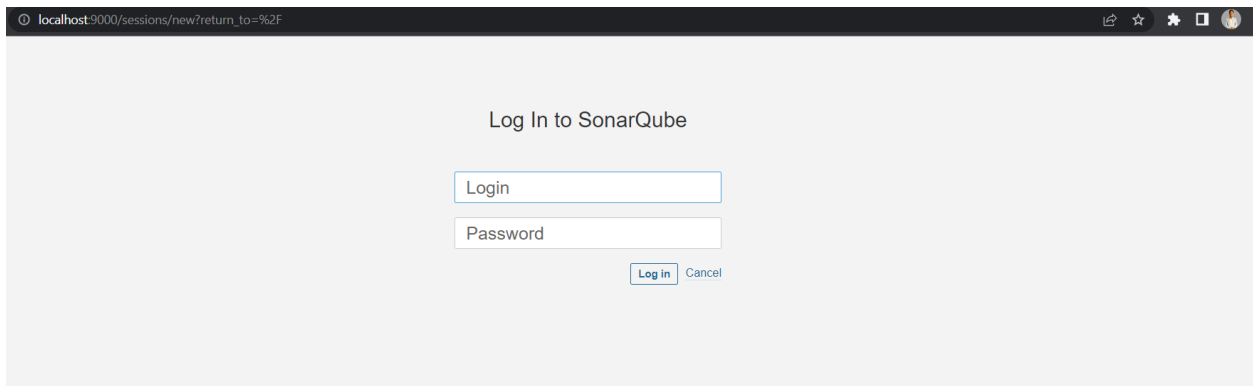 localhost:9000/sessions/new?return_to=%2F
Log In to SonarQube
Login
Password
Log in Cancel